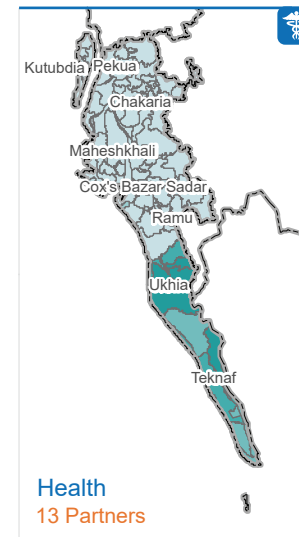 Kutubdia Pekua
Chakaria
Maheshkhali
Cox's Bazar Sadar
Ramu
Ukhia
Teknaf
Health
13 Partners